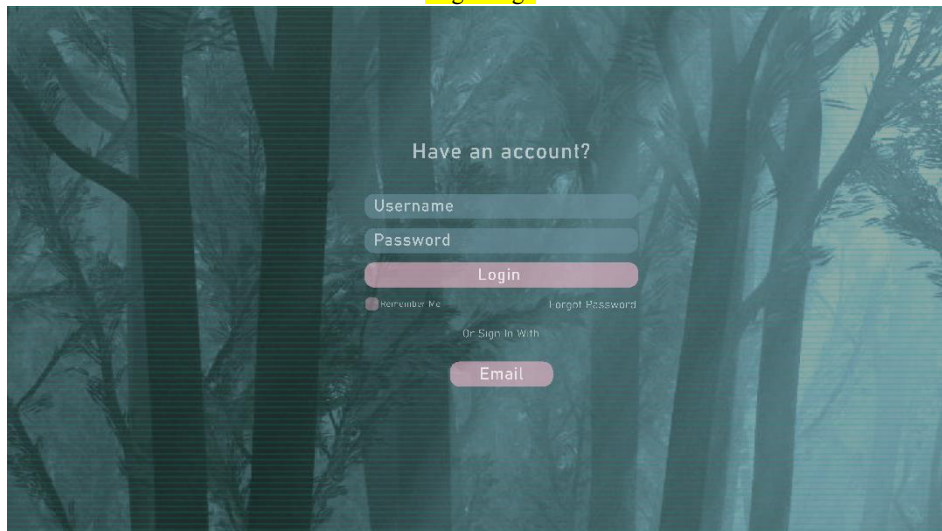 Have an account?
Username
Password
Login
Remember Me
Forgot Password
Or Sign In With
Email